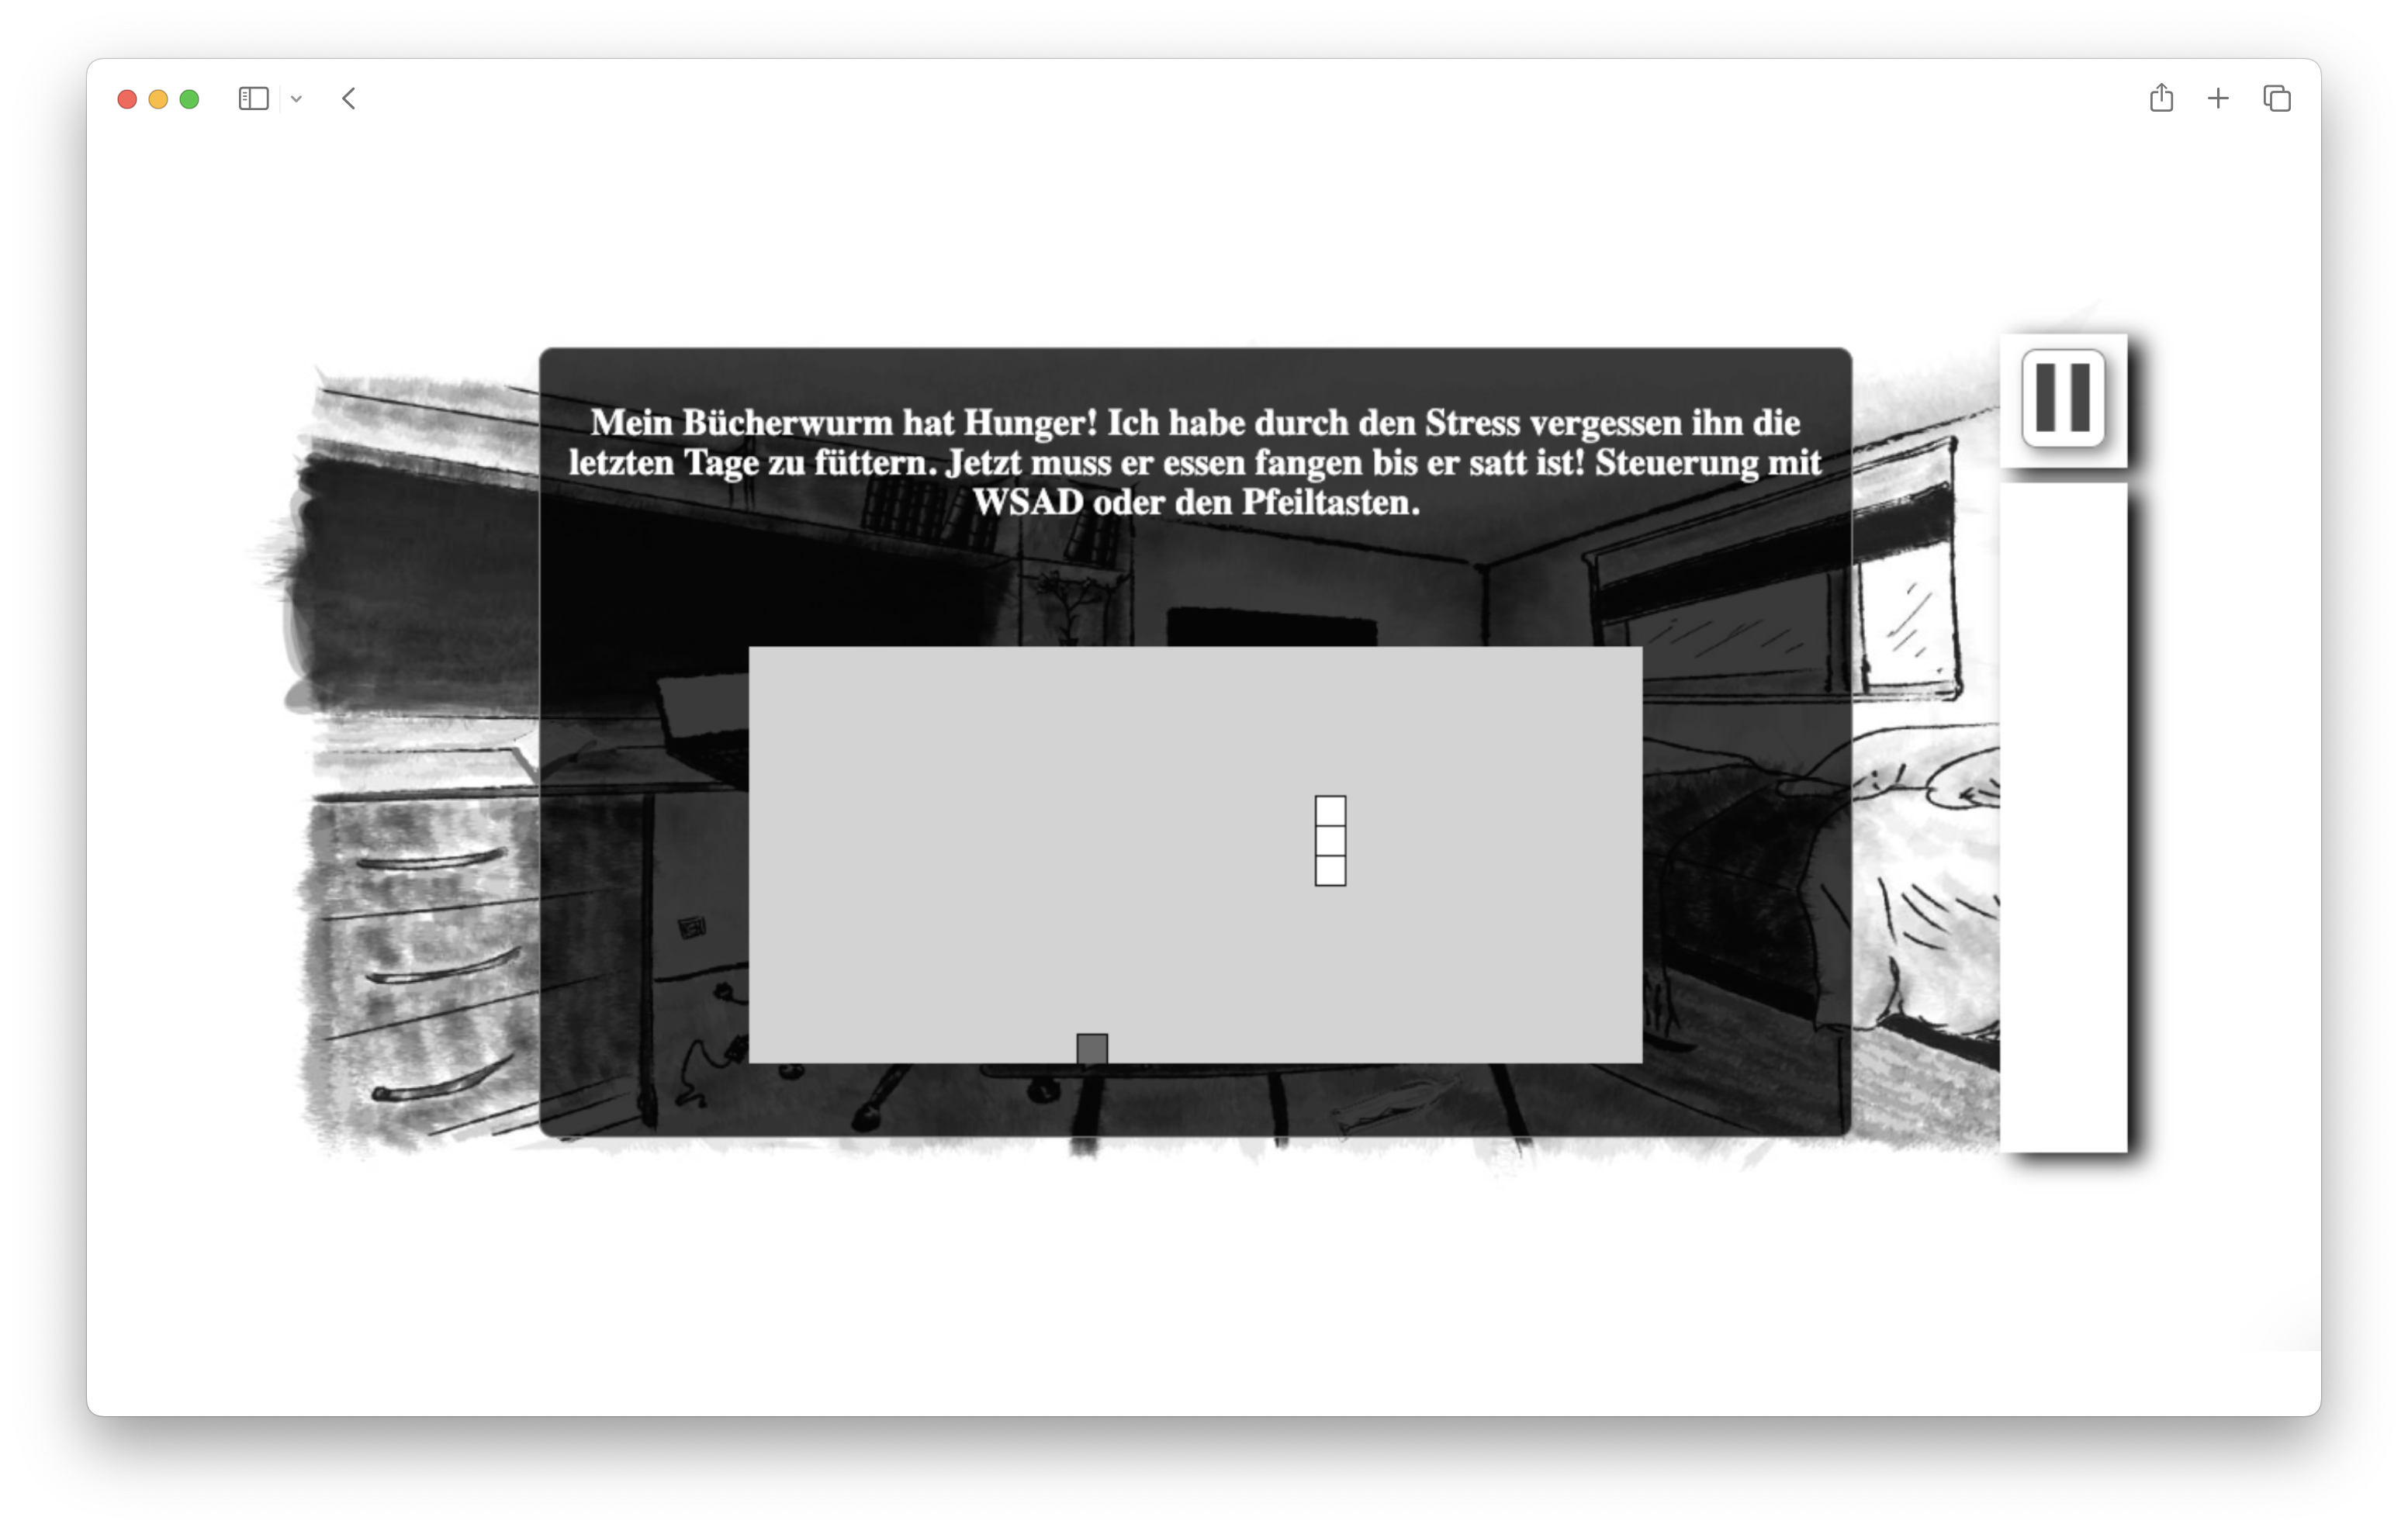 Mein Bücherwurm hat Hunger! Ich habe durch den Stress vergessen ihn die
letzten Tage zu füttern. Jetzt muss er essen fangen bis er satt ist! Steuerung mit
WSAD oder den Pfeiltasten.